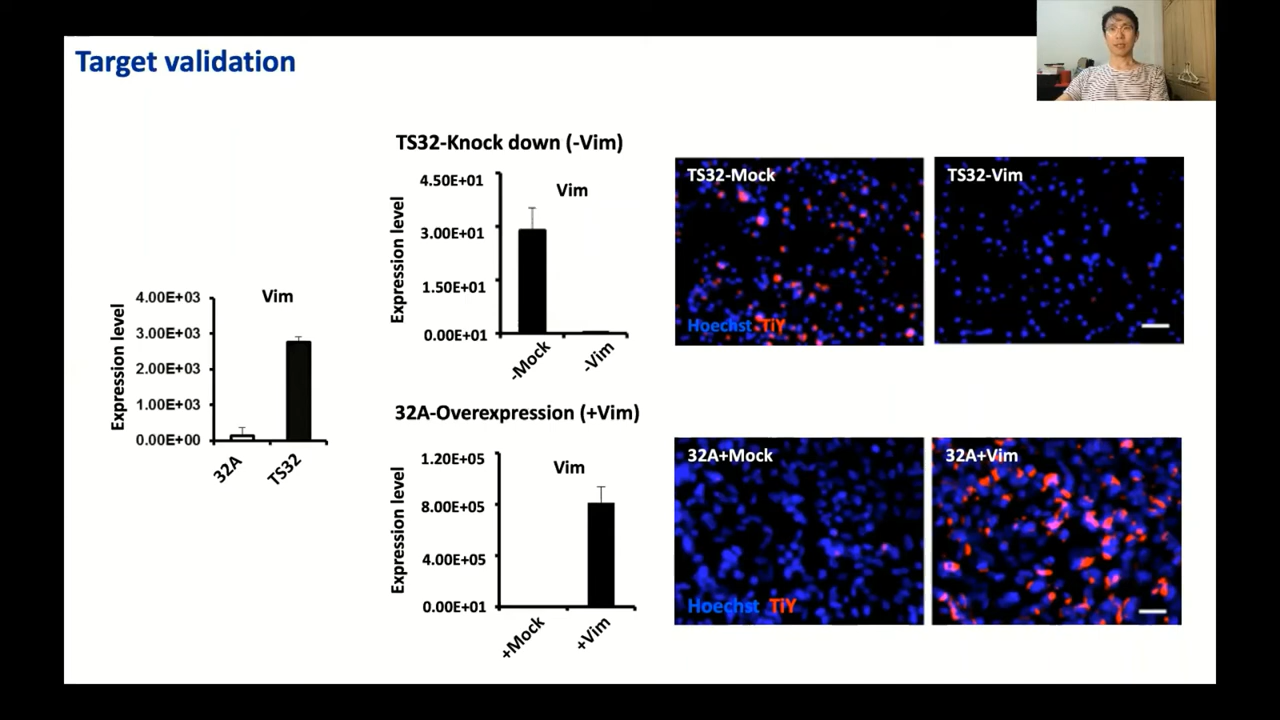 Target validation
Vim
Expression level
4.00E+03
3.00E+03
2.00E+03
1.00E+03
0.00E+00
32A
TS32
TS32-Knock down (-Vim)
Vim
Expression level
4.50E+01
3.00E+01
1.50E+01
0.00E+01
-Mock
-Vim
32A-Overexpression (+Vim)
Vim
Expression level
1.20E+05
8.00E+05
4.00E+05
0.00E+01
+Mock
+Vim
TS32-Mock
Hoechst TiY
TS32-Vim
32A+Mock
Hoechst TiY
32A+Vim